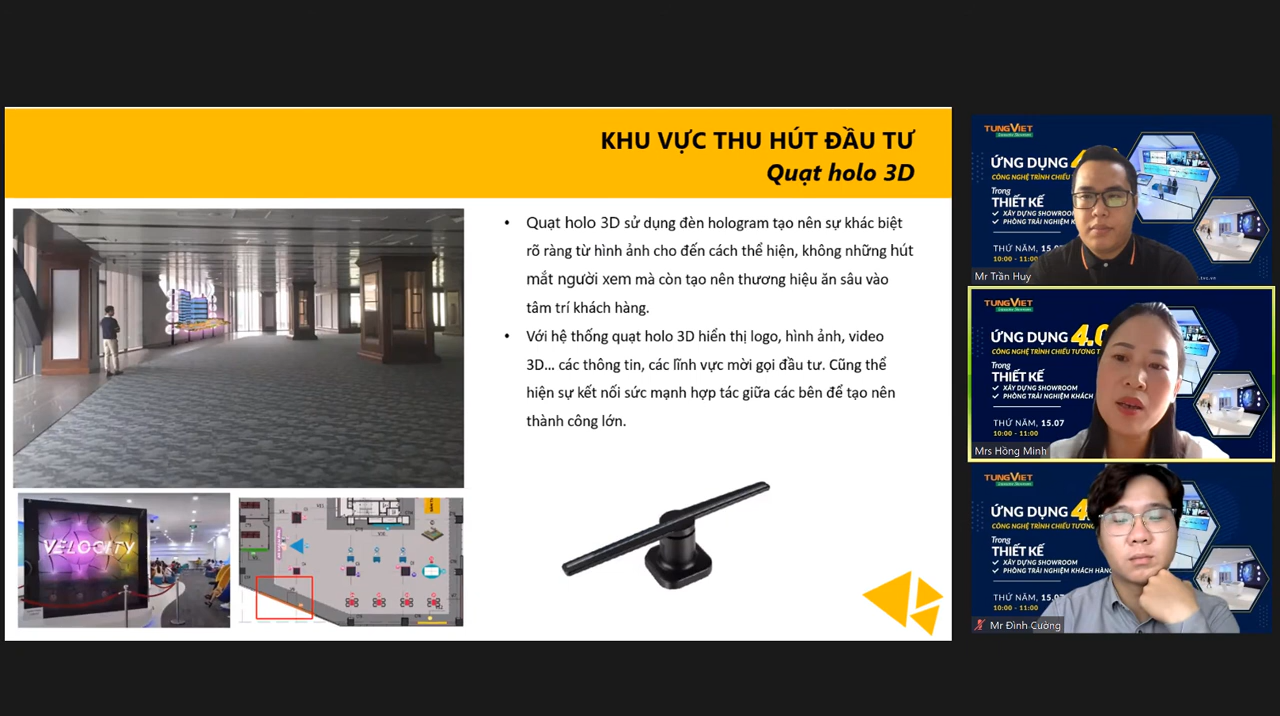 KHU VỰC THU HÚT ĐẦU TƯ
Quạt holo 3D
• Quạt holo 3D sử dụng đèn hologram tạo nên sự khác biệt
rõ ràng từ hình ảnh cho đến cách thể hiện, không những hút
mắt người xem mà còn tạo nên thương hiệu ăn sâu vào
tâm trí khách hàng.
• Với hệ thống quạt holo 3D hiển thị logo, hình ảnh, video
3D... các thông tin, các lĩnh vực mời gọi đầu tư. Cũng thể
hiện sự kết nối sức mạnh hợp tác giữa các bên để tạo nên
thành công lớn.
VELOCITY
TUNGVIET
ỨNG DỤNG 4
CÔNG NGHỆ TRÌNH CHIẾU
Trong
THIẾT KẾ
✓ XÂY DỰNG SHOWROOM
✓ PHÒNG TRẢI NGHIỆM
THỨ NĂM, 15.0
10:00 - 11:00
Mr Trần Huy
TUNGVIET
ỨNG DỤNG 4.0
CÔNG NGHỆ TRÌNH CHIẾU TƯƠNG T
Trong
THIẾT KẾ
✓ XÂY DỰNG SHOWROOM
✓ PHÒNG TRẢI NGHIỆM KHÁCH
THỨ NĂM, 15.07
10:00 - 11:00
Mrs Hồng Minh
TUNGVIET
ỨNG DỤNG 4
CÔNG NGHỆ TRÌNH CHIẾU TƯƠNG
Trong
THIẾT KẾ
✓ XÂY DỰNG SHOWROOM
✓ PHÒNG TRẢI NGHIỆM KHÁCH HÀNG
THỨ NĂM, 15.07
10:00 - 11:00
Mr Đình Cường